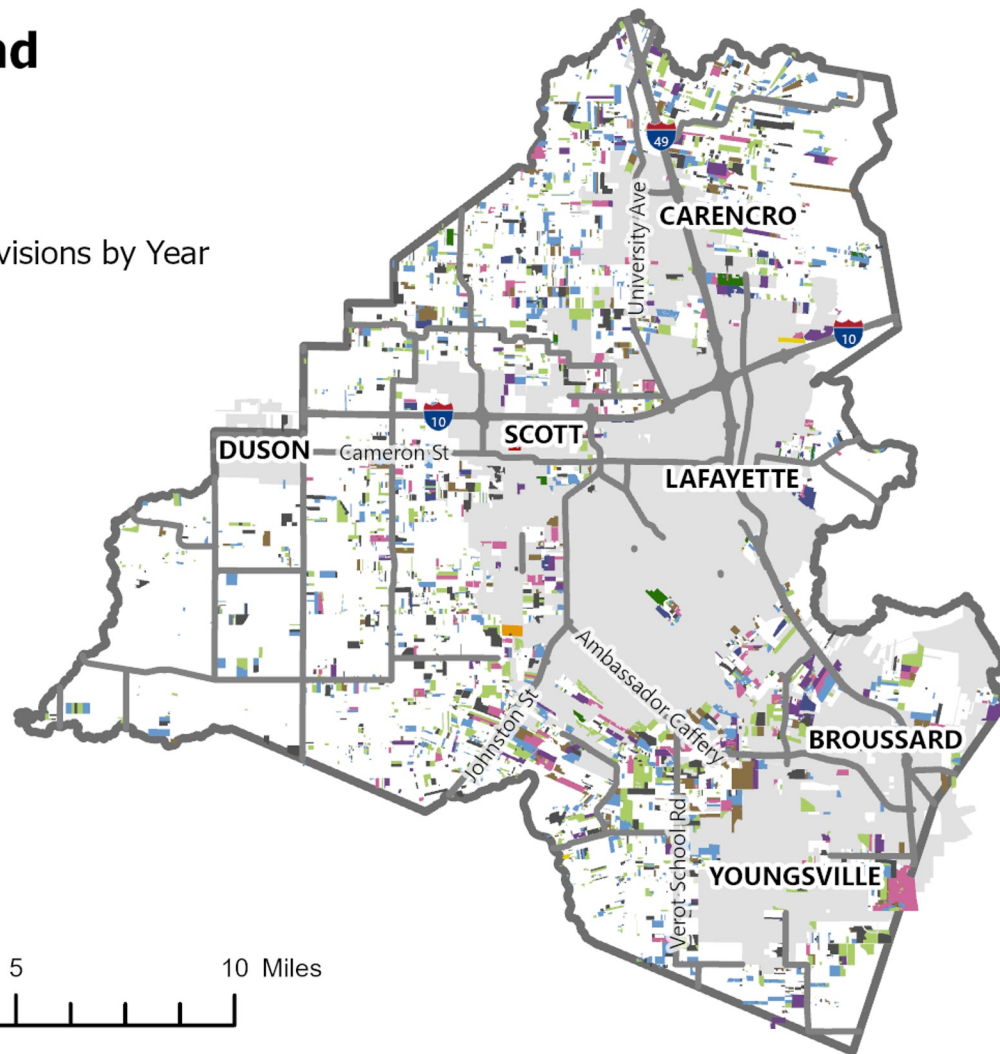 nd
visions by Year
49
CARENCRO
University Ave
10
10
SCOTT
DUSON
Cameron St
LAFAYETTE
Ambassador Caffery
Johnston St
BROUSSARD
Verot School Rd
YOUNGSVILLE
5
10 Miles